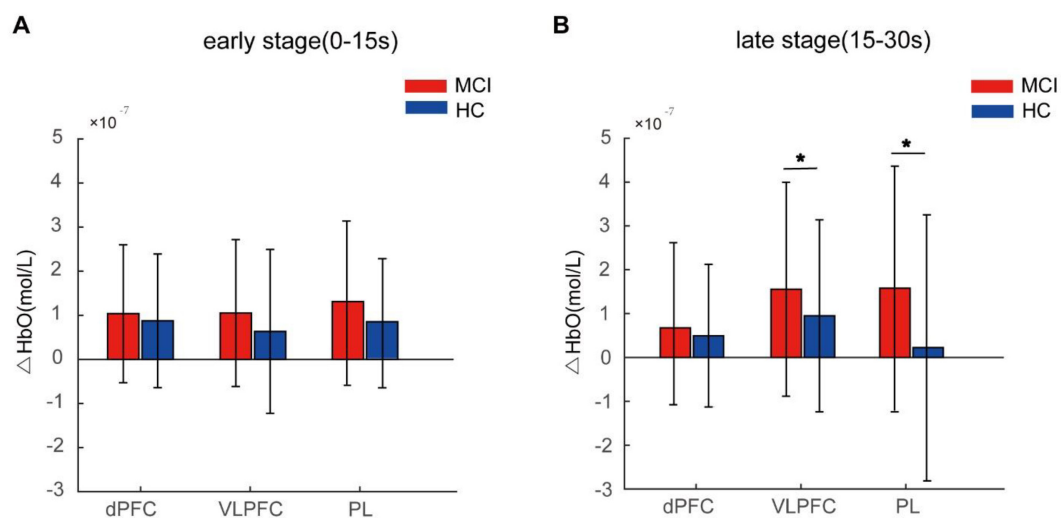 A
early stage(0-15s)
MCI
HC
×10⁻⁷
5
4
3
2
1
0
-1
-2
-3
△HbO(mol/L)
dPFC
VLPFC
PL
B
late stage(15-30s)
MCI
HC
×10⁻⁷
5
4
3
2
1
0
-1
-2
-3
△HbO(mol/L)
*
*
dPFC
VLPFC
PL